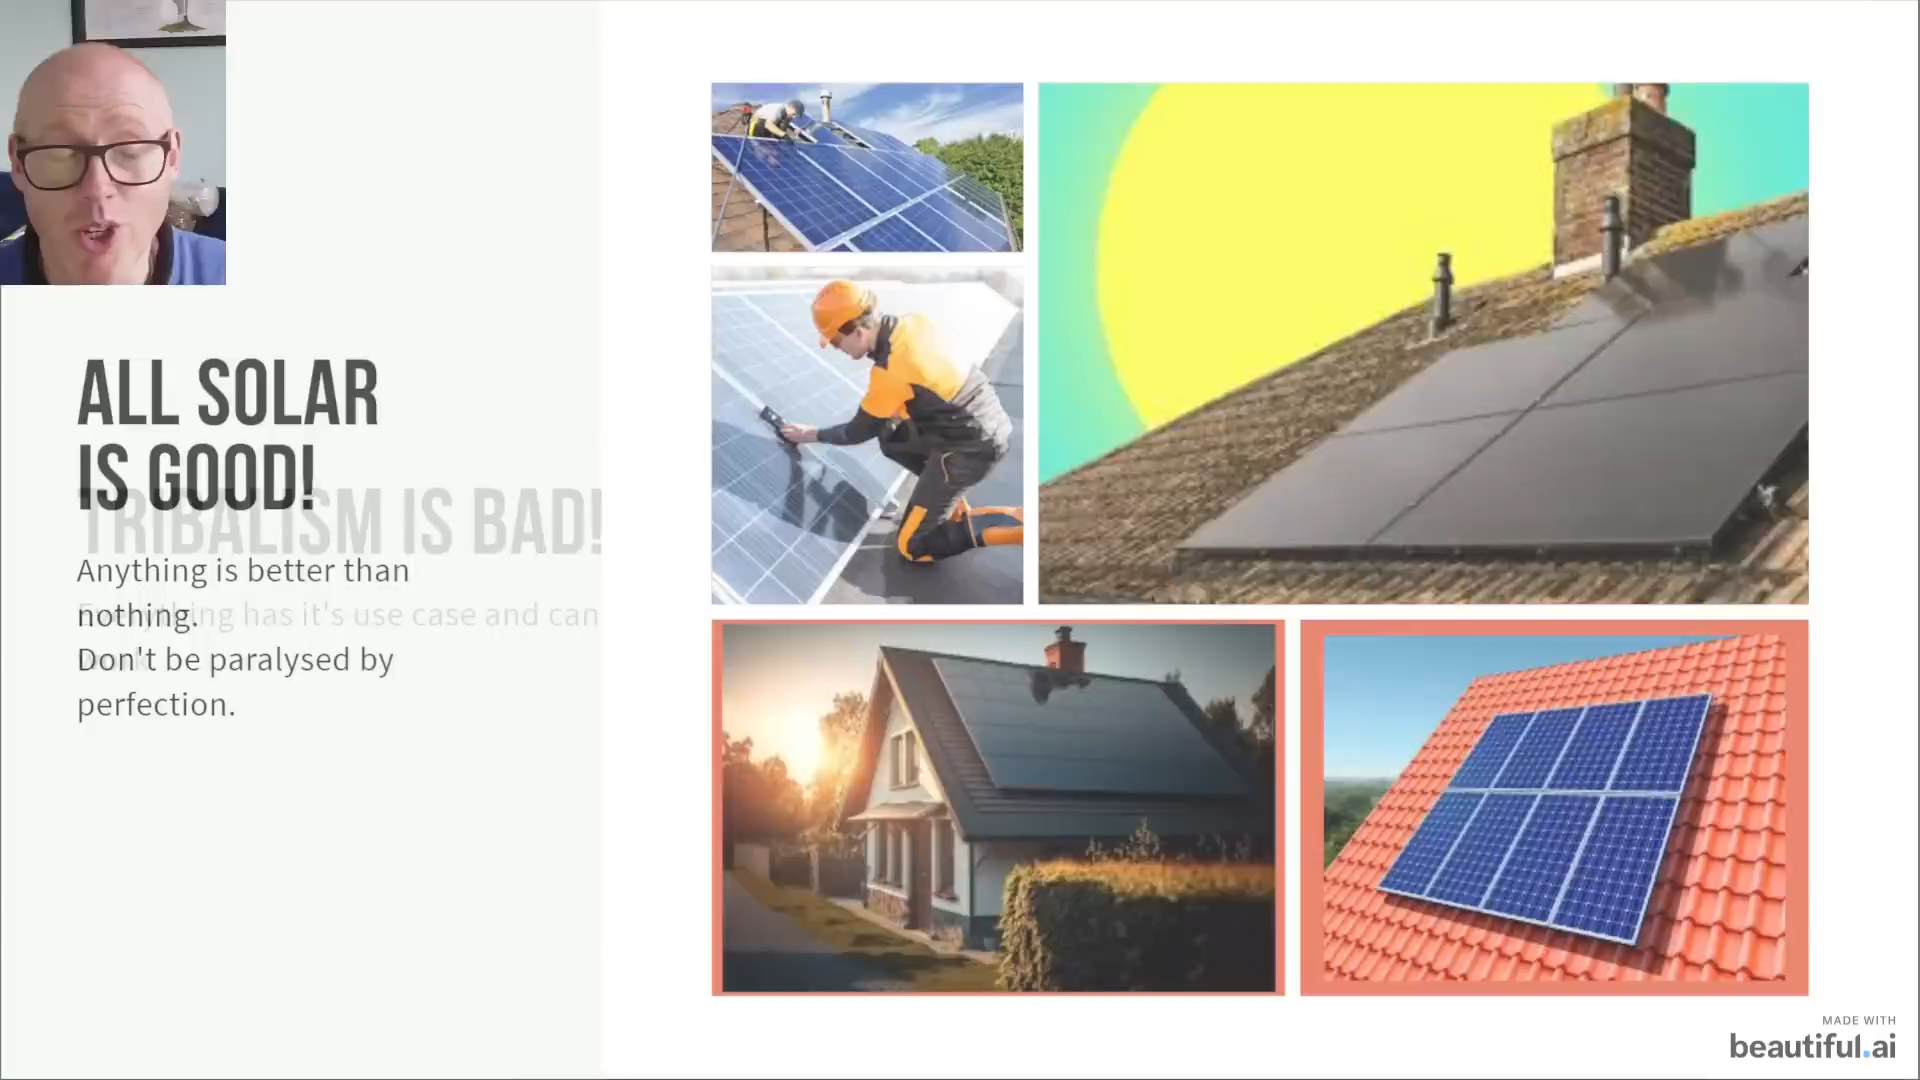 ALL SOLAR
IS GOOD!
TRIBALISM IS BAD!
Anything is better than
nothing.
Everything has it's use case and can
Don't be paralysed by
perfection.
MADE WITH
beautiful.ai